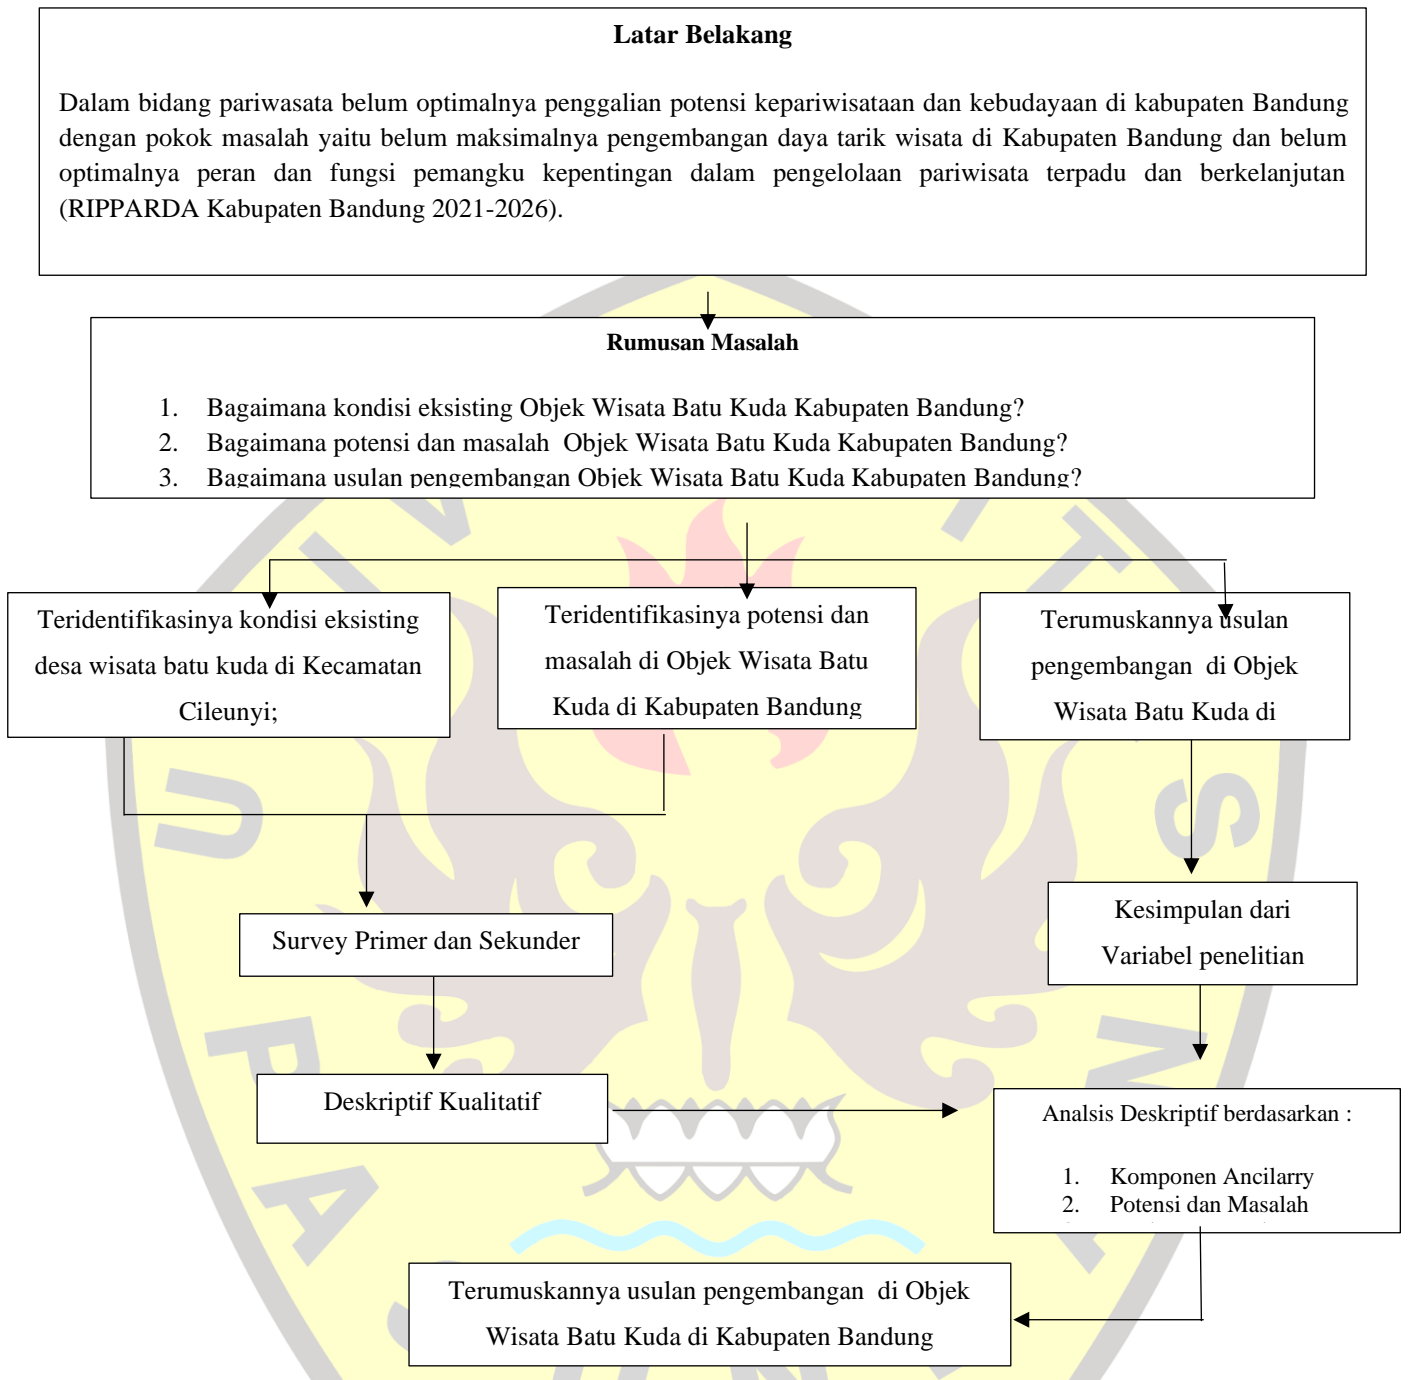 Latar Belakang
Dalam bidang pariwasata belum optimalnya penggalian potensi kepariwisataan dan kebudayaan di kabupaten Bandung
dengan pokok masalah yaitu belum maksimalnya pengembangan daya tarik wisata di Kabupaten Bandung dan belum
optimalnya peran dan fungsi pemangku kepentingan dalam pengelolaan pariwisata terpadu dan berkelanjutan
(RIPPARDA Kabupaten Bandung 2021-2026).
Rumusan Masalah
1. Bagaimana kondisi eksisting Objek Wisata Batu Kuda Kabupaten Bandung?
2. Bagaimana potensi dan masalah Objek Wisata Batu Kuda Kabupaten Bandung?
3. Bagaimana usulan pengembangan Objek Wisata Batu Kuda Kabupaten Bandung?
Teridentifikasinya kondisi eksisting
desa wisata batu kuda di Kecamatan
Cileunyi;
Teridentifikasinya potensi dan
masalah di Objek Wisata Batu
Kuda di Kabupaten Bandung
Terumuskannya usulan
pengembangan di Objek
Wisata Batu Kuda di
Survey Primer dan Sekunder
Kesimpulan dari
Variabel penelitian
Deskriptif Kualitatif
Analsis Deskriptif berdasarkan :
1. Komponen Ancilarry
2. Potensi dan Masalah
Terumuskannya usulan pengembangan di Objek
Wisata Batu Kuda di Kabupaten Bandung